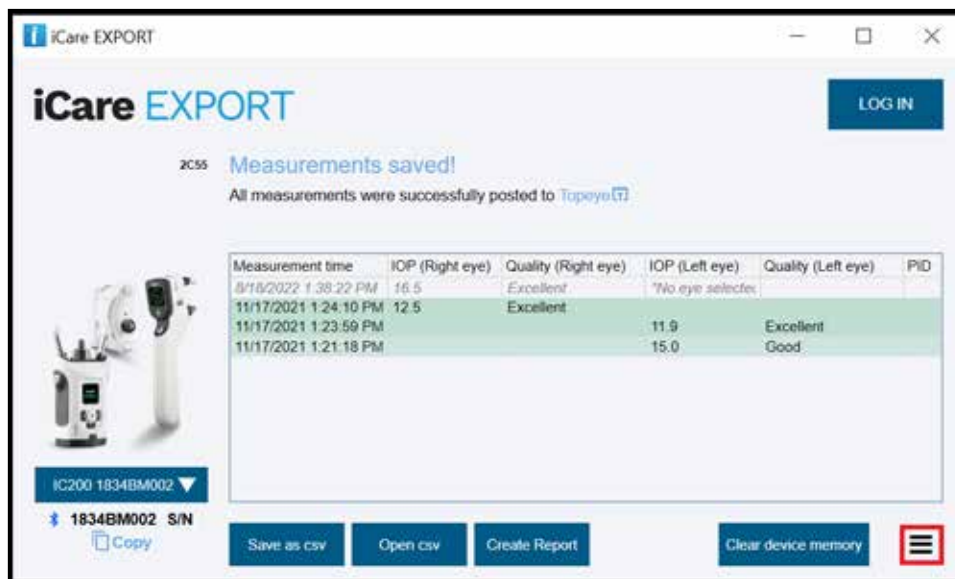 iCare EXPORT
iCare EXPORT
LOG IN
2C55
Measurements saved!
All measurements were successfully posted to Topeye
Measurement time IOP (Right eye) Quality (Right eye) IOP (Left eye) Quality (Left eye) PID
8/18/2022 1:38:22 PM 16.5 Excellent *No eye selected
11/17/2021 1:24:10 PM 12.5 Excellent
11/17/2021 1:23:59 PM 11.9 Excellent
11/17/2021 1:21:18 PM 15.0 Good
IC200 1834BM002
1834BM002 S/N
Copy
Save as csv Open csv Create Report Clear device memory